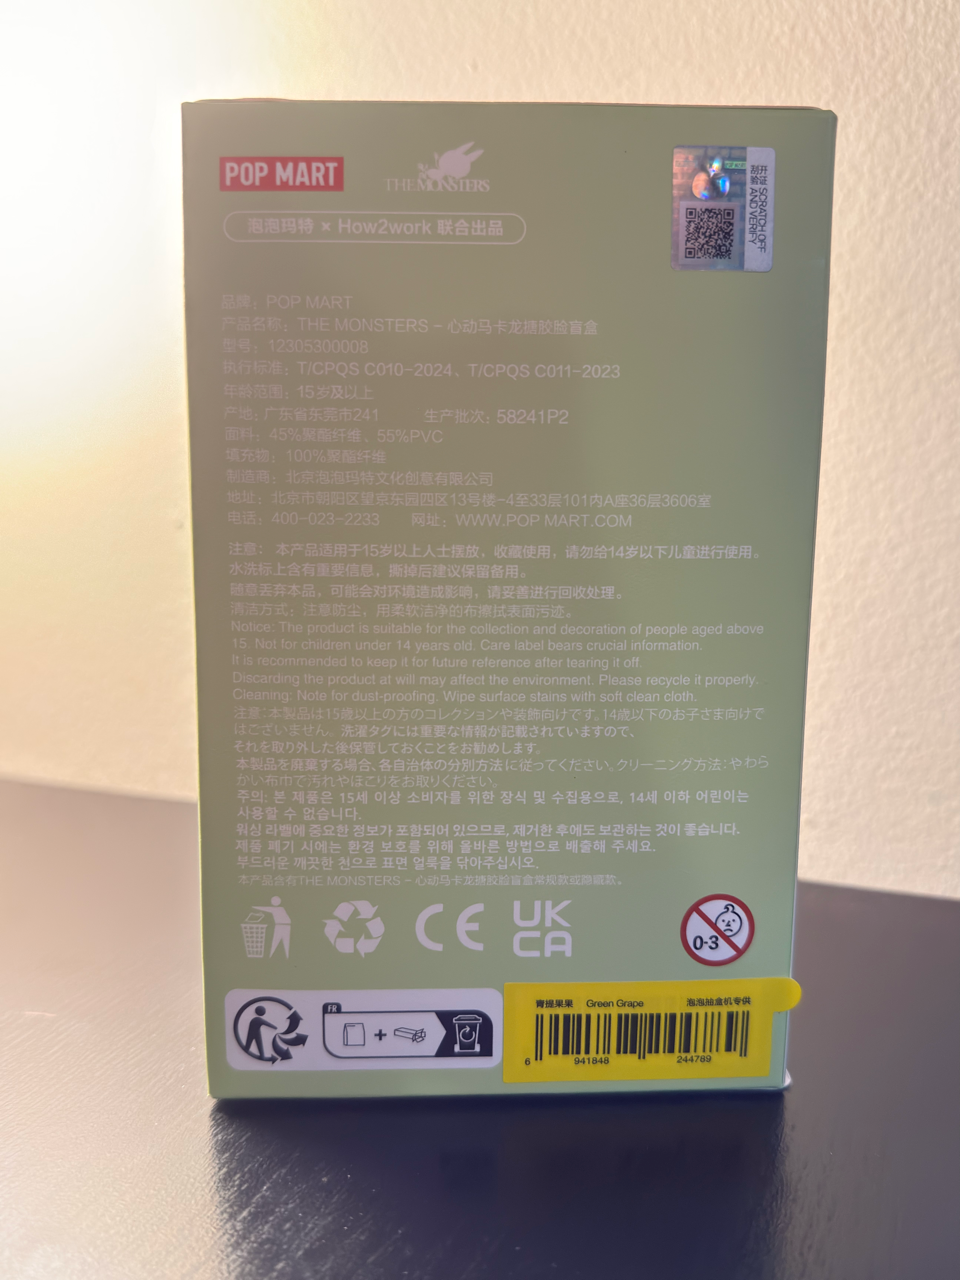 POP MART
THE MONSTERS
泡泡玛特 × How2work 联合出品
刮开验证 SCRATCH OFF AND VERIFY
品牌：POP MART
产品名称：THE MONSTERS - 心动马卡龙搪胶脸盲盒
型号：12305300008
执行标准：T/CPQS C010-2024、T/CPQS C011-2023
年龄范围：15岁及以上
产地：广东省东莞市241 生产批次：58241P2
面料：45%聚酯纤维、55%PVC
填充物：100%聚酯纤维
制造商：北京泡泡玛特文化创意有限公司
地址：北京市朝阳区望京东园四区13号楼-4至33层101内A座36层3606室
电话：400-023-2233 网址：WWW.POP MART.COM
注意： 本产品适用于15岁以上人士摆放，收藏使用，请勿给14岁以下儿童进行使用。
水洗标上含有重要信息，撕掉后建议保留备用。
随意丢弃本品，可能会对环境造成影响，请妥善进行回收处理。
清洁方式：注意防尘，用柔软洁净的布擦拭表面污迹。
Notice: The product is suitable for the collection and decoration of people aged above
15. Not for children under 14 years old. Care label bears crucial information.
It is recommended to keep it for future reference after tearing it off.
Discarding the product at will may affect the environment. Please recycle it properly.
Cleaning: Note for dust-proofing. Wipe surface stains with soft clean cloth.
注意：本製品は15歳以上の方のコレクションや装飾向けです。14歳以下のお子さま向けで
はございません。洗濯タグには重要な情報が記載されていますので、
それを取り外した後保管しておくことをお勧めします。
本製品を廃棄する場合、各自治体の分別方法に従ってください。クリーニング方法：やわら
かい布巾で汚れやほこりをお取りください。
주의: 본 제품은 15세 이상 소비자를 위한 장식 및 수집용으로, 14세 이하 어린이는
사용할 수 없습니다.
워싱 라벨에 중요한 정보가 포함되어 있으므로, 제거한 후에도 보관하는 것이 좋습니다.
제품 폐기 시에는 환경 보호를 위해 올바른 방법으로 배출해 주세요.
부드러운 깨끗한 천으로 표면 얼룩을 닦아주십시오.
本产品含有THE MONSTERS - 心动马卡龙搪胶脸盲盒常规款或隐藏款。
CE
UK
CA
0-3
FR
青提果果 Green Grape 泡泡抽盒机专供
6 941848 244789